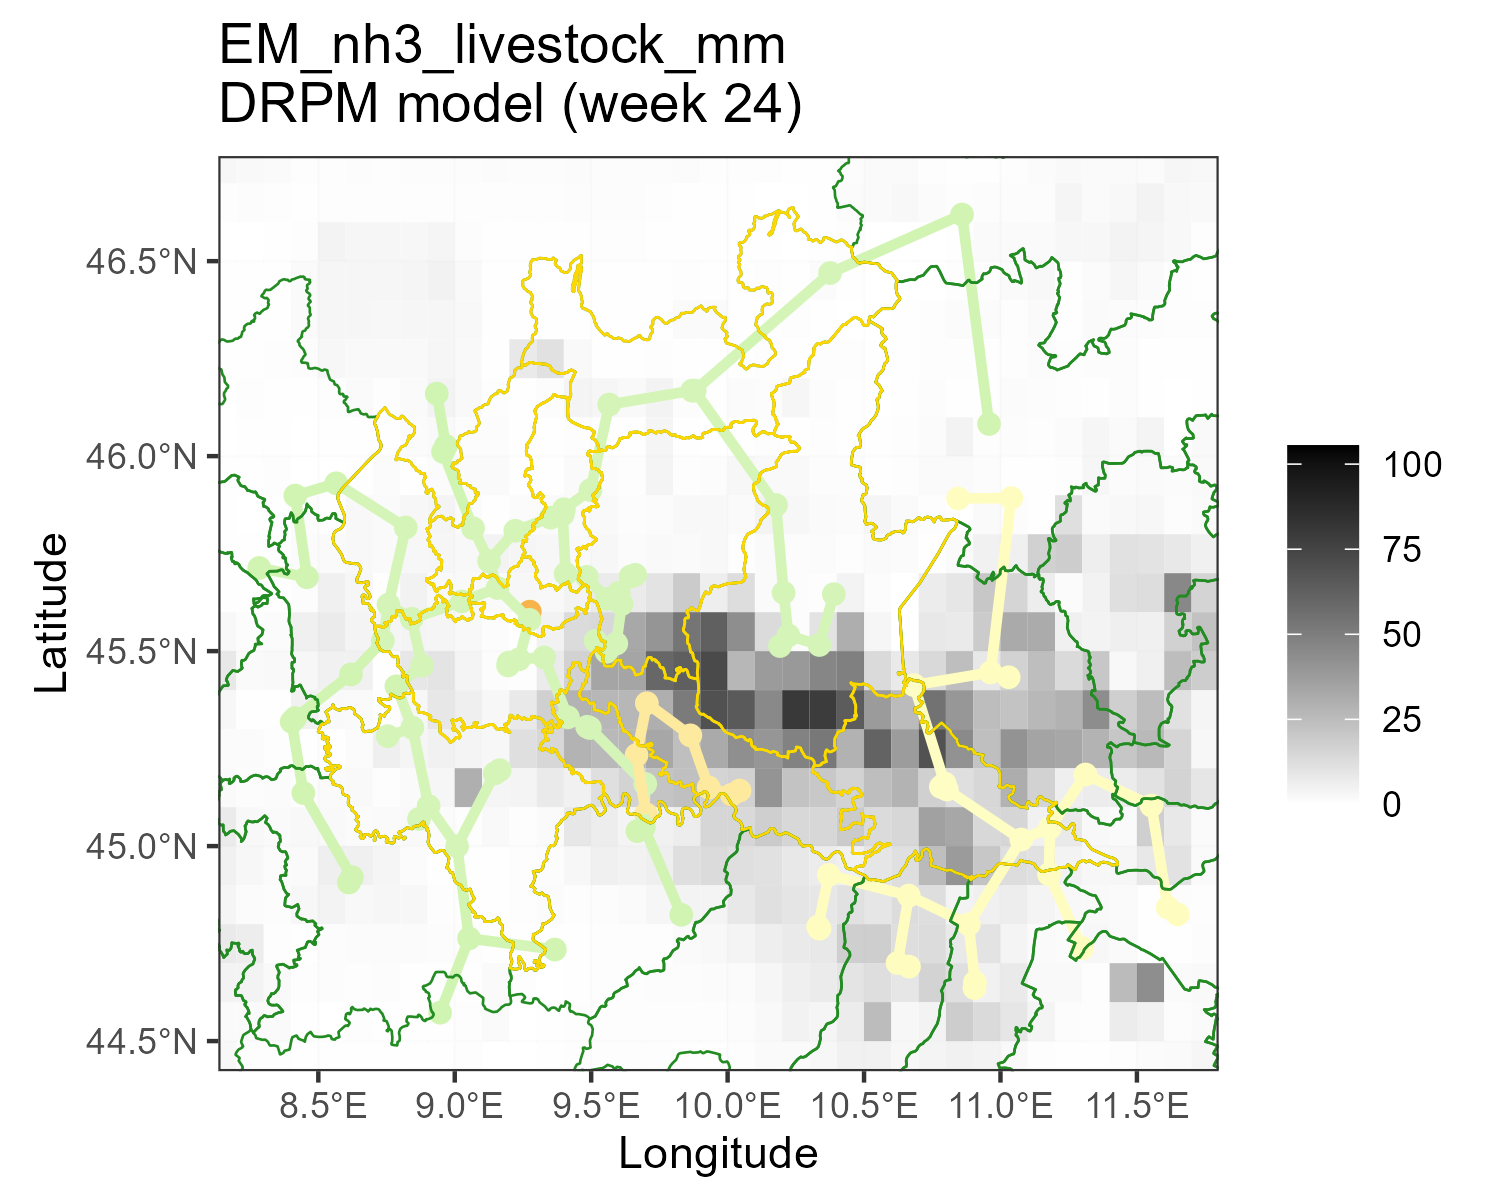 EM_nh3_livestock_mm
DRPM model (week 24)
46.5°N
46.0°N
45.5°N
45.0°N
44.5°N
Latitude
8.5°E
9.0°E
9.5°E
10.0°E
10.5°E
11.0°E
11.5°E
Longitude
100
75
50
25
0